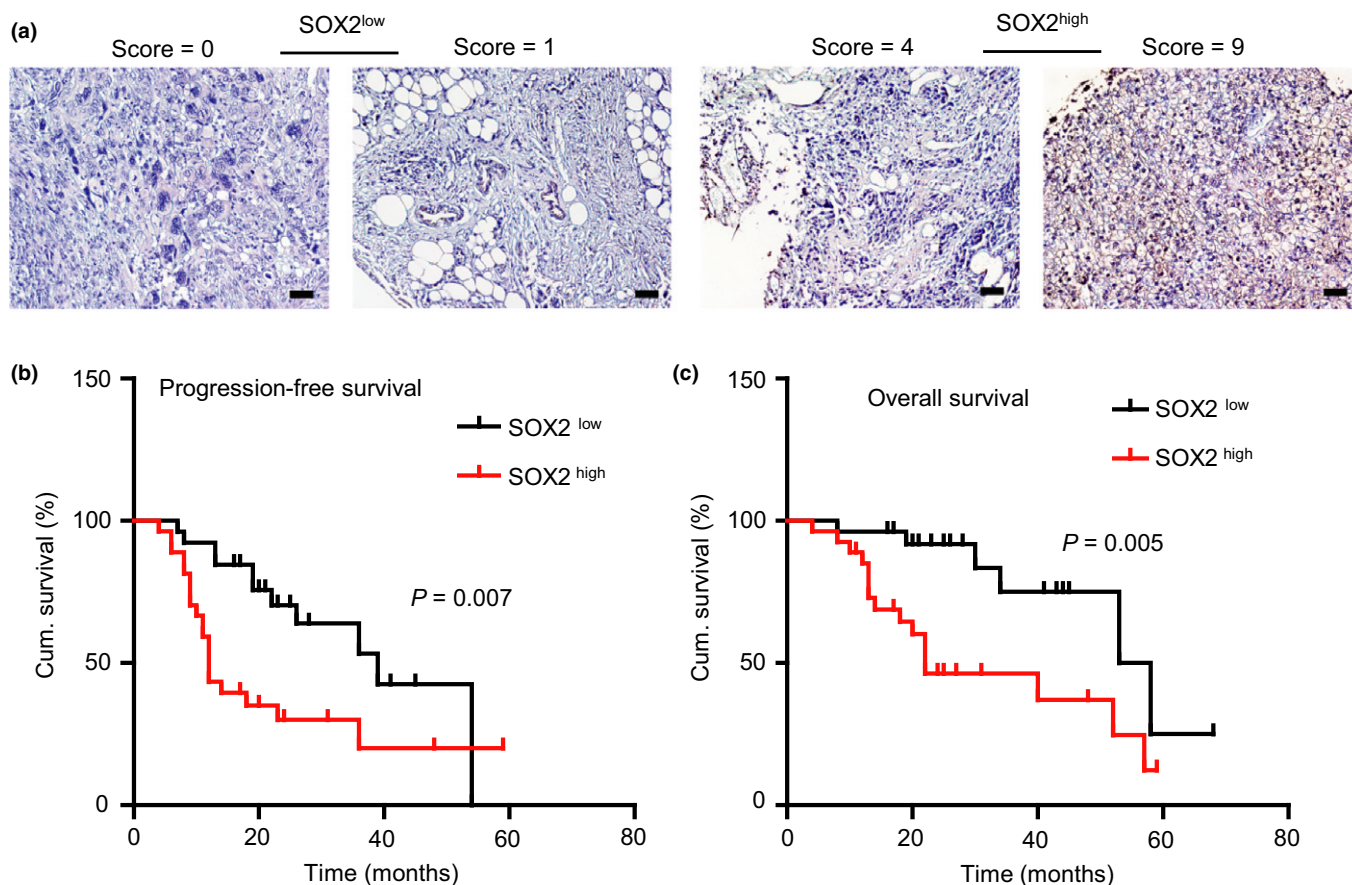 (a)
SOX2low
SOX2high
Score = 0
Score = 1
Score = 4
Score = 9
(b)
Progression-free survival
SOX2 low
SOX2 high
P = 0.007
Cum. survival (%)
150
100
50
0
0 20 40 60 80
Time (months)
(c)
Overall survival
SOX2 low
SOX2 high
P = 0.005
Cum. survival (%)
150
100
50
0
0 20 40 60 80
Time (months)